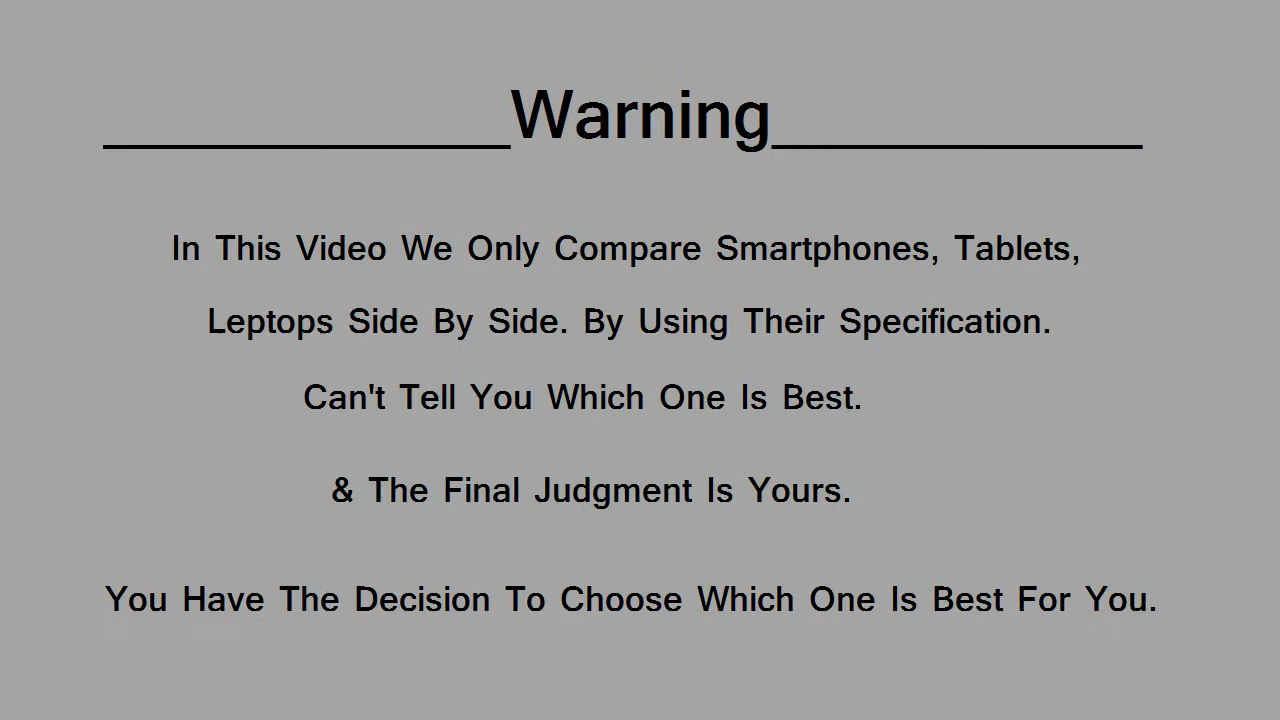 Warning
In This Video We Only Compare Smartphones, Tablets,
Leptops Side By Side. By Using Their Specification.
Can't Tell You Which One Is Best.
& The Final Judgment Is Yours.
You Have The Decision To Choose Which One Is Best For You.